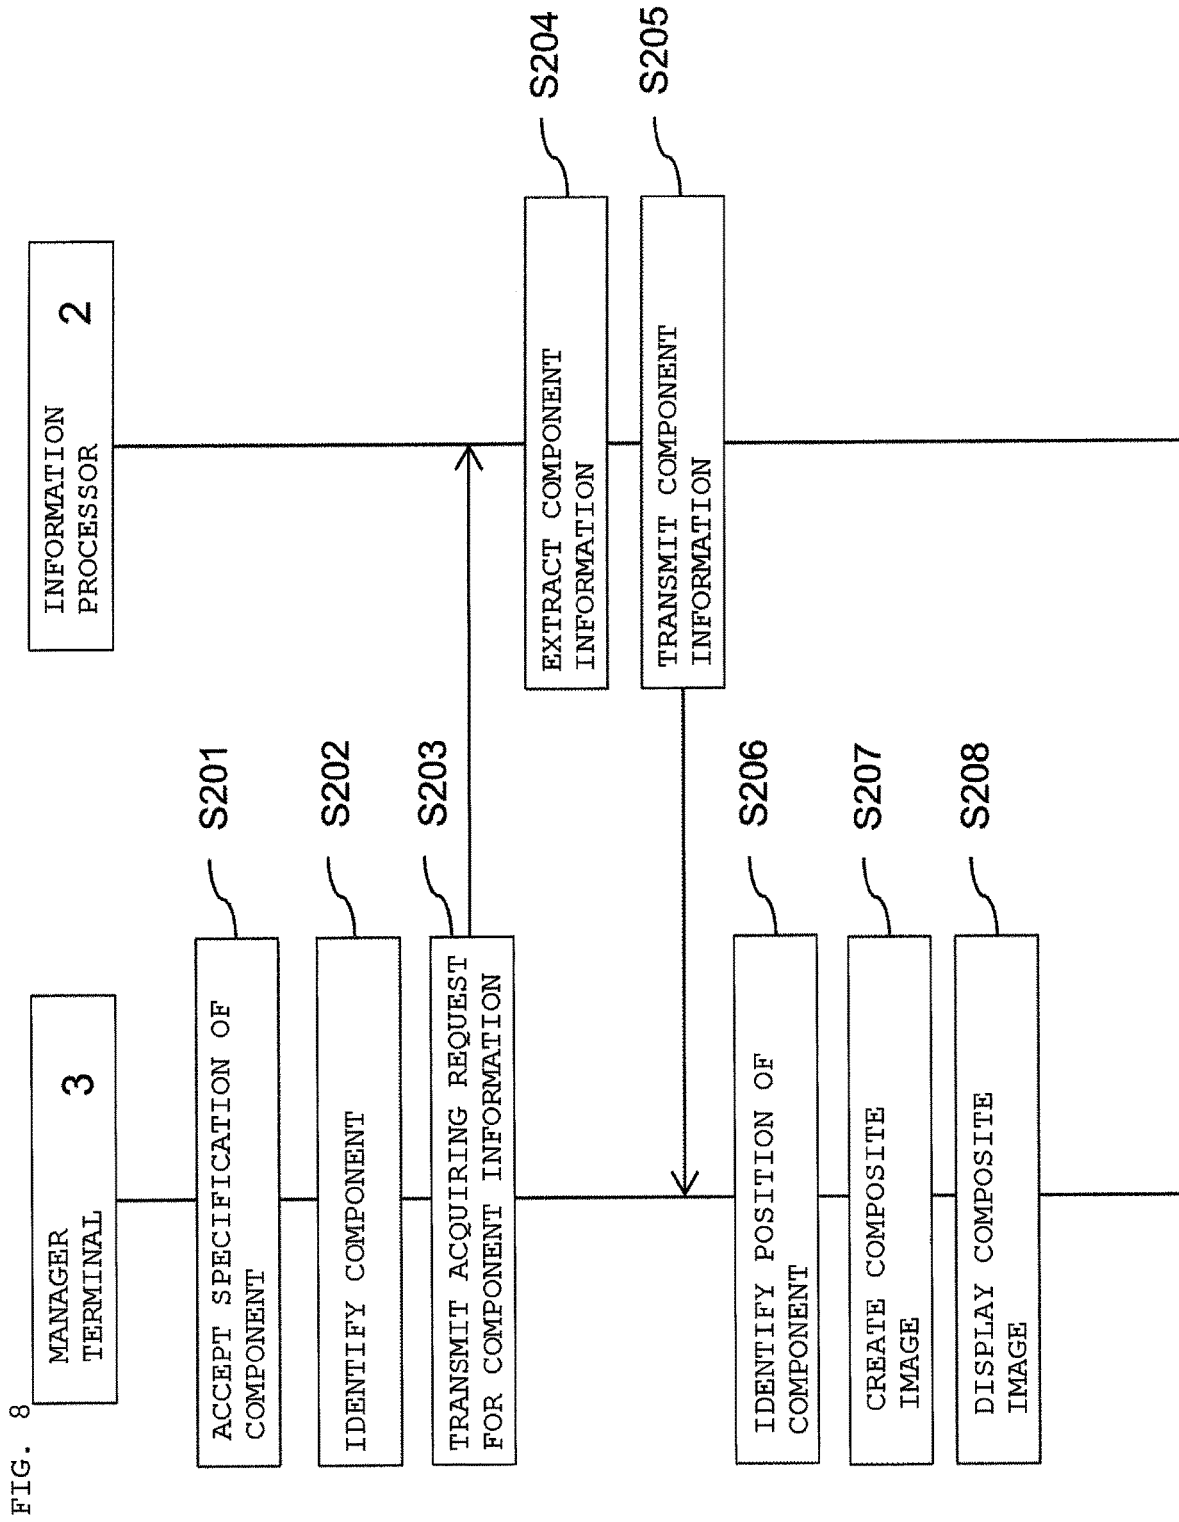 FIG. 8
MANAGER
TERMINAL
3
INFORMATION
PROCESSOR
2
ACCEPT SPECIFICATION OF
COMPONENT
S201
IDENTIFY COMPONENT
S202
TRANSMIT ACQUIRING REQUEST
FOR COMPONENT INFORMATION
S203
EXTRACT COMPONENT
INFORMATION
S204
TRANSMIT COMPONENT
INFORMATION
S205
IDENTIFY POSITION OF
COMPONENT
S206
CREATE COMPOSITE
IMAGE
S207
DISPLAY COMPOSITE
IMAGE
S208